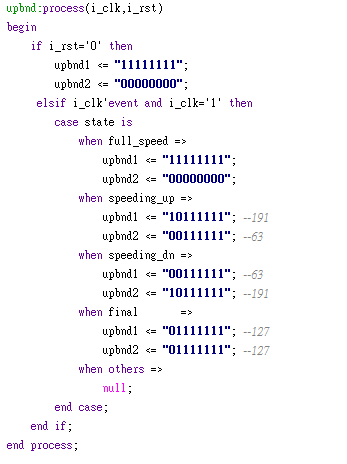 upbnd:process(i_clk,i_rst)
begin
if i_rst='0' then
upbnd1 <= "11111111";
upbnd2 <= "00000000";
elsif i_clk'event and i_clk='1' then
case state is
when full_speed =>
upbnd1 <= "11111111";
upbnd2 <= "00000000";
when speeding_up =>
upbnd1 <= "10111111"; --191
upbnd2 <= "00111111"; --63
when speeding_dn =>
upbnd1 <= "00111111"; --63
upbnd2 <= "10111111"; --191
when final =>
upbnd1 <= "01111111"; --127
upbnd2 <= "01111111"; --127
when others =>
null;
end case;
end if;
end process;